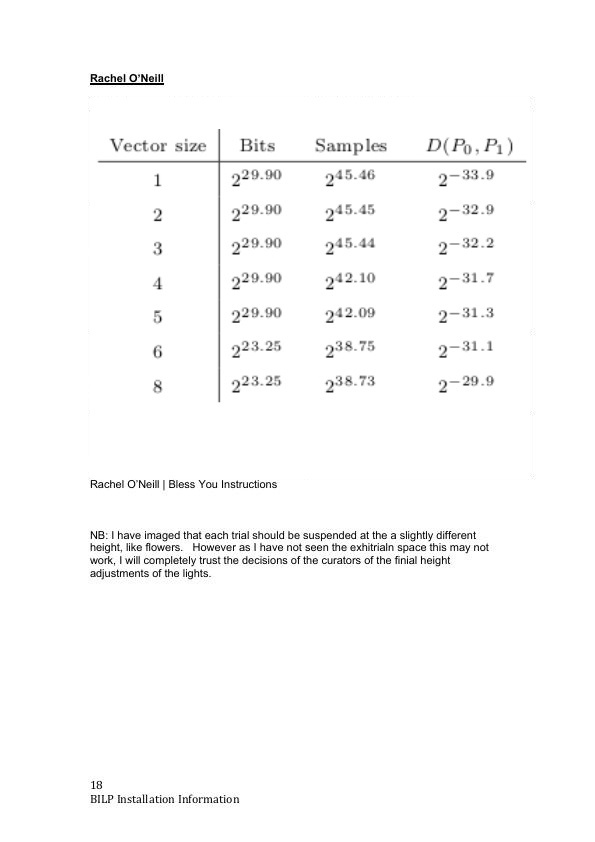 Rachel O’Neill
Vector size Bits Samples D(P₀, P₁)
1 2^29.90 2^45.46 2^−33.9
2 2^29.90 2^45.45 2^−32.9
3 2^29.90 2^45.44 2^−32.2
4 2^29.90 2^42.10 2^−31.7
5 2^29.90 2^42.09 2^−31.3
6 2^23.25 2^38.75 2^−31.1
8 2^23.25 2^38.73 2^−29.9
Rachel O’Neill | Bless You Instructions
NB: I have imaged that each trial should be suspended at the a slightly different
height, like flowers.   However as I have not seen the exhitrialn space this may not
work, I will completely trust the decisions of the curators of the finial height
adjustments of the lights.
18
BILP Installation Information